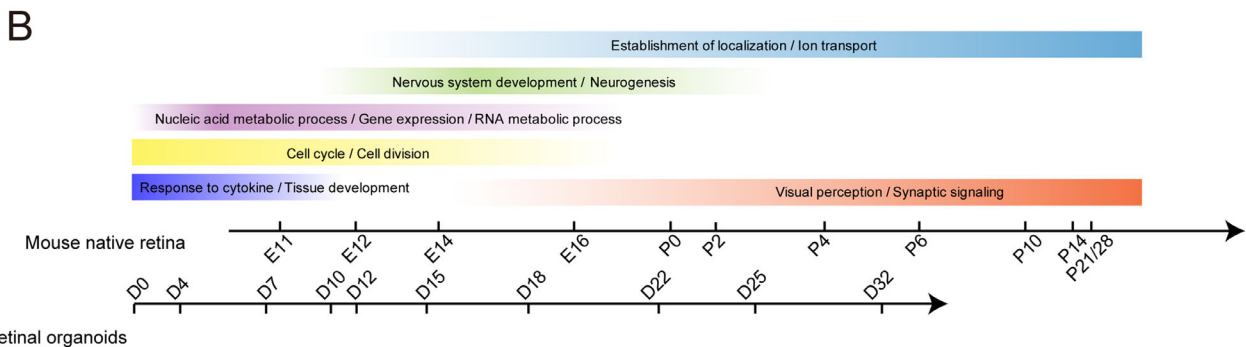 B
Establishment of localization / Ion transport
Nervous system development / Neurogenesis
Nucleic acid metabolic process / Gene expression / RNA metabolic process
Cell cycle / Cell division
Response to cytokine / Tissue development
Visual perception / Synaptic signaling
Mouse native retina
E11 E12 E14 E16 P0 P2 P4 P6 P10 P14 P21/28
D0 D4 D7 D10 D12 D15 D18 D22 D25 D32
etinal organoids